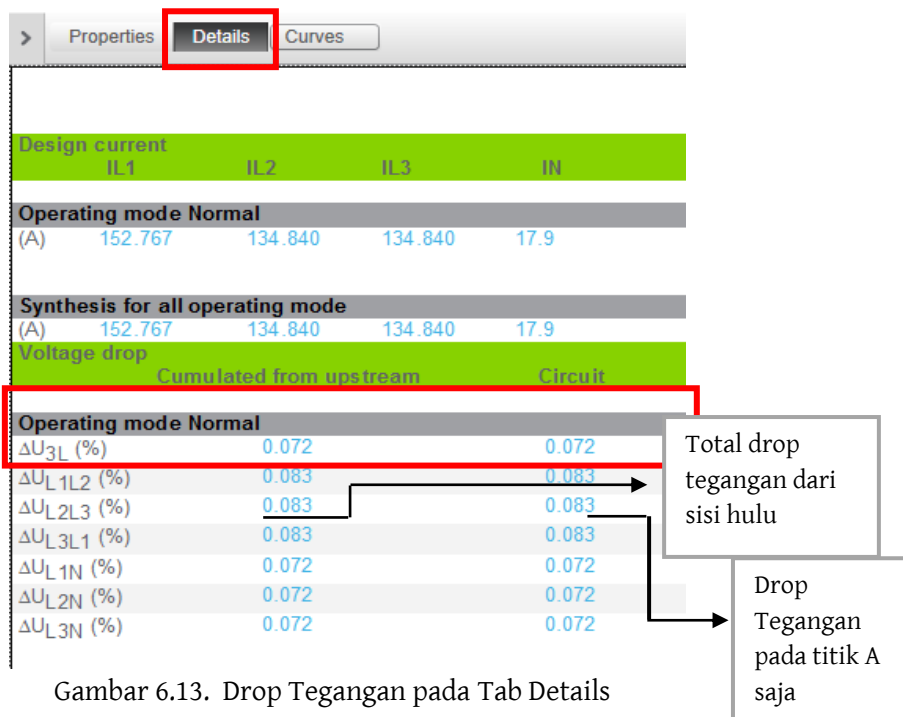 > Properties Details Curves
Design current
IL1 IL2 IL3 IN
Operating mode Normal
(A) 152.767 134.840 134.840 17.9
Synthesis for all operating mode
(A) 152.767 134.840 134.840 17.9
Voltage drop
Cumulated from upstream Circuit
Operating mode Normal
ΔU3L (%) 0.072 0.072
ΔUL1L2 (%) 0.083 0.083
ΔUL2L3 (%) 0.083 0.083
ΔUL3L1 (%) 0.083 0.083
ΔUL1N (%) 0.072 0.072
ΔUL2N (%) 0.072 0.072
ΔUL3N (%) 0.072 0.072
Total drop
tegangan dari
sisi hulu
Drop
Tegangan
pada titik A
saja
Gambar 6.13. Drop Tegangan pada Tab Details